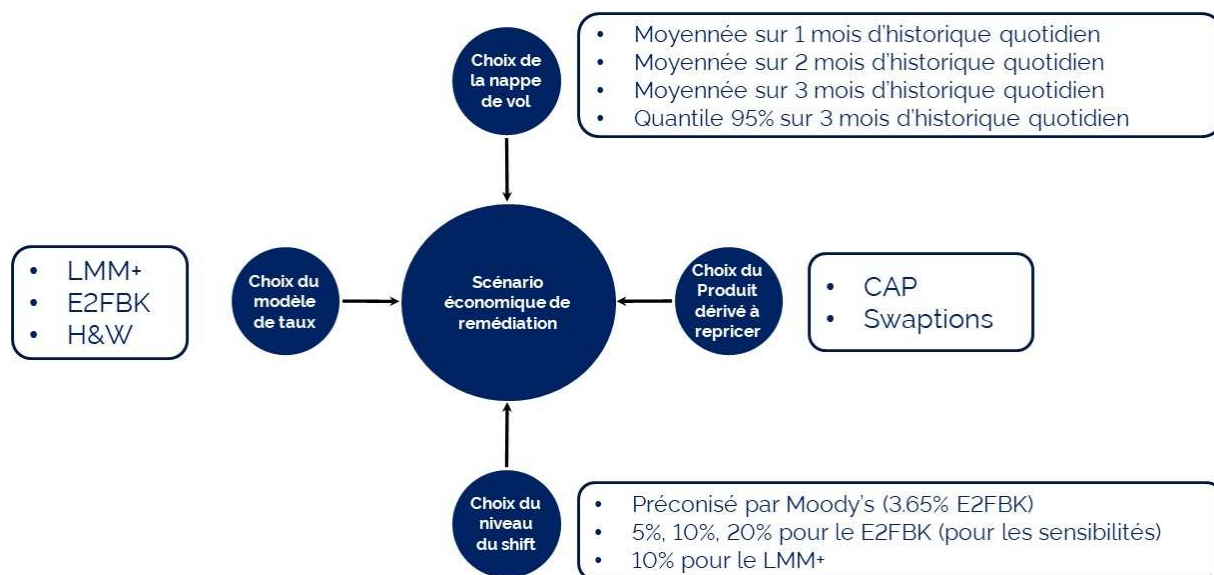 Choix de
la nappe
de vol
• Moyennée sur 1 mois d'historique quotidien
• Moyennée sur 2 mois d'historique quotidien
• Moyennée sur 3 mois d'historique quotidien
• Quantile 95% sur 3 mois d'historique quotidien
• LMM+
• E2FBK
• H&W
Choix du
modèle
de taux
Scénario
économique de
remédiation
Choix du
Produit
dérivé à
repricer
• CAP
• Swaptions
Choix du
niveau
du shift
• Préconisé par Moody's (3.65% E2FBK)
• 5%, 10%, 20% pour le E2FBK (pour les sensibilités)
• 10% pour le LMM+